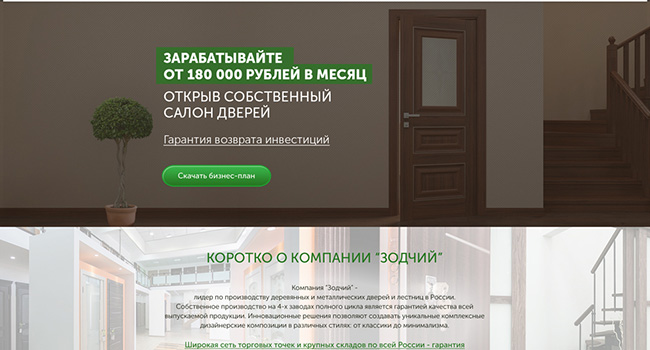 ЗАРАБАТЫВАЙТЕ
ОТ 180 000 РУБЛЕЙ В МЕСЯЦ
ОТКРЫВ СОБСТВЕННЫЙ
САЛОН ДВЕРЕЙ
Гарантия возврата инвестиций
Скачать бизнес-план
КОРОТКО О КОМПАНИИ “ЗОДЧИЙ”
Компания “Зодчий” -
лидер по производству деревянных и металлических дверей и лестниц в России.
Собственное производство на 4-х заводах полного цикла является гарантией качества всей
выпускаемой продукции. Инновационные решения позволяют создавать уникальные комплексные
дизайнерские композиции в различных стилях: от классики до минимализма.
Широкая сеть торговых точек и крупных складов по всей России - гарантия